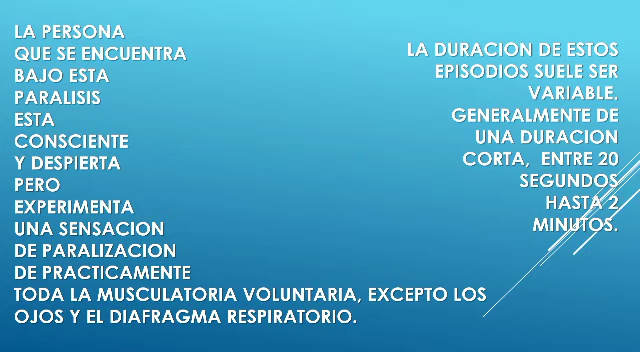 LA PERSONA
QUE SE ENCUENTRA
BAJO ESTA
PARALISIS
ESTA
CONSCIENTE
Y DESPIERTA
PERO
EXPERIMENTA
UNA SENSACION
DE PARALIZACION
DE PRACTICAMENTE
TODA LA MUSCULATORIA VOLUNTARIA, EXCEPTO LOS
OJOS Y EL DIAFRAGMA RESPIRATORIO.
LA DURACION DE ESTOS
EPISODIOS SUELE SER
VARIABLE,
GENERALMENTE DE
UNA DURACION
CORTA, ENTRE 20
SEGUNDOS
HASTA 2
MINUTOS.